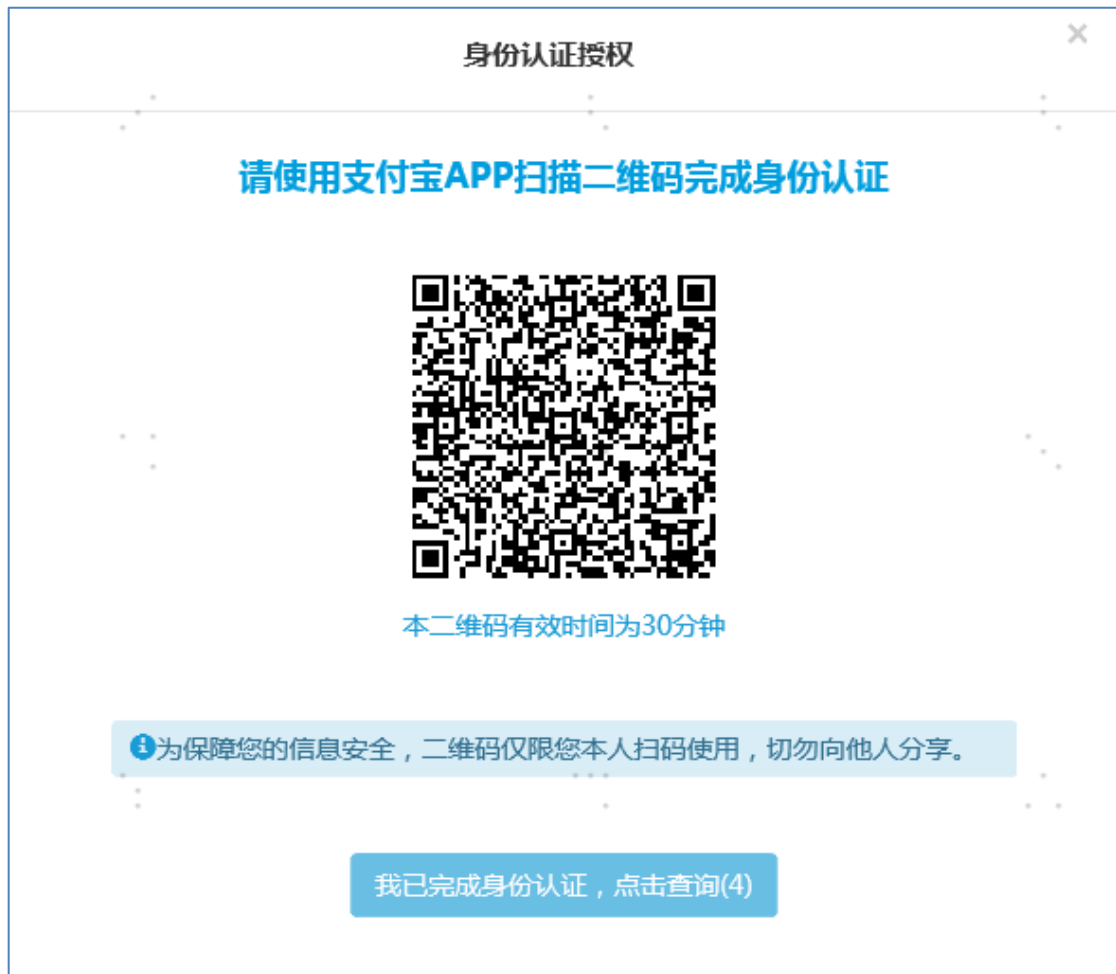 身份认证授权
×
请使用支付宝APP扫描二维码完成身份认证
本二维码有效时间为30分钟
为保障您的信息安全，二维码仅限您本人扫码使用，切勿向他人分享。
我已完成身份认证，点击查询(4)